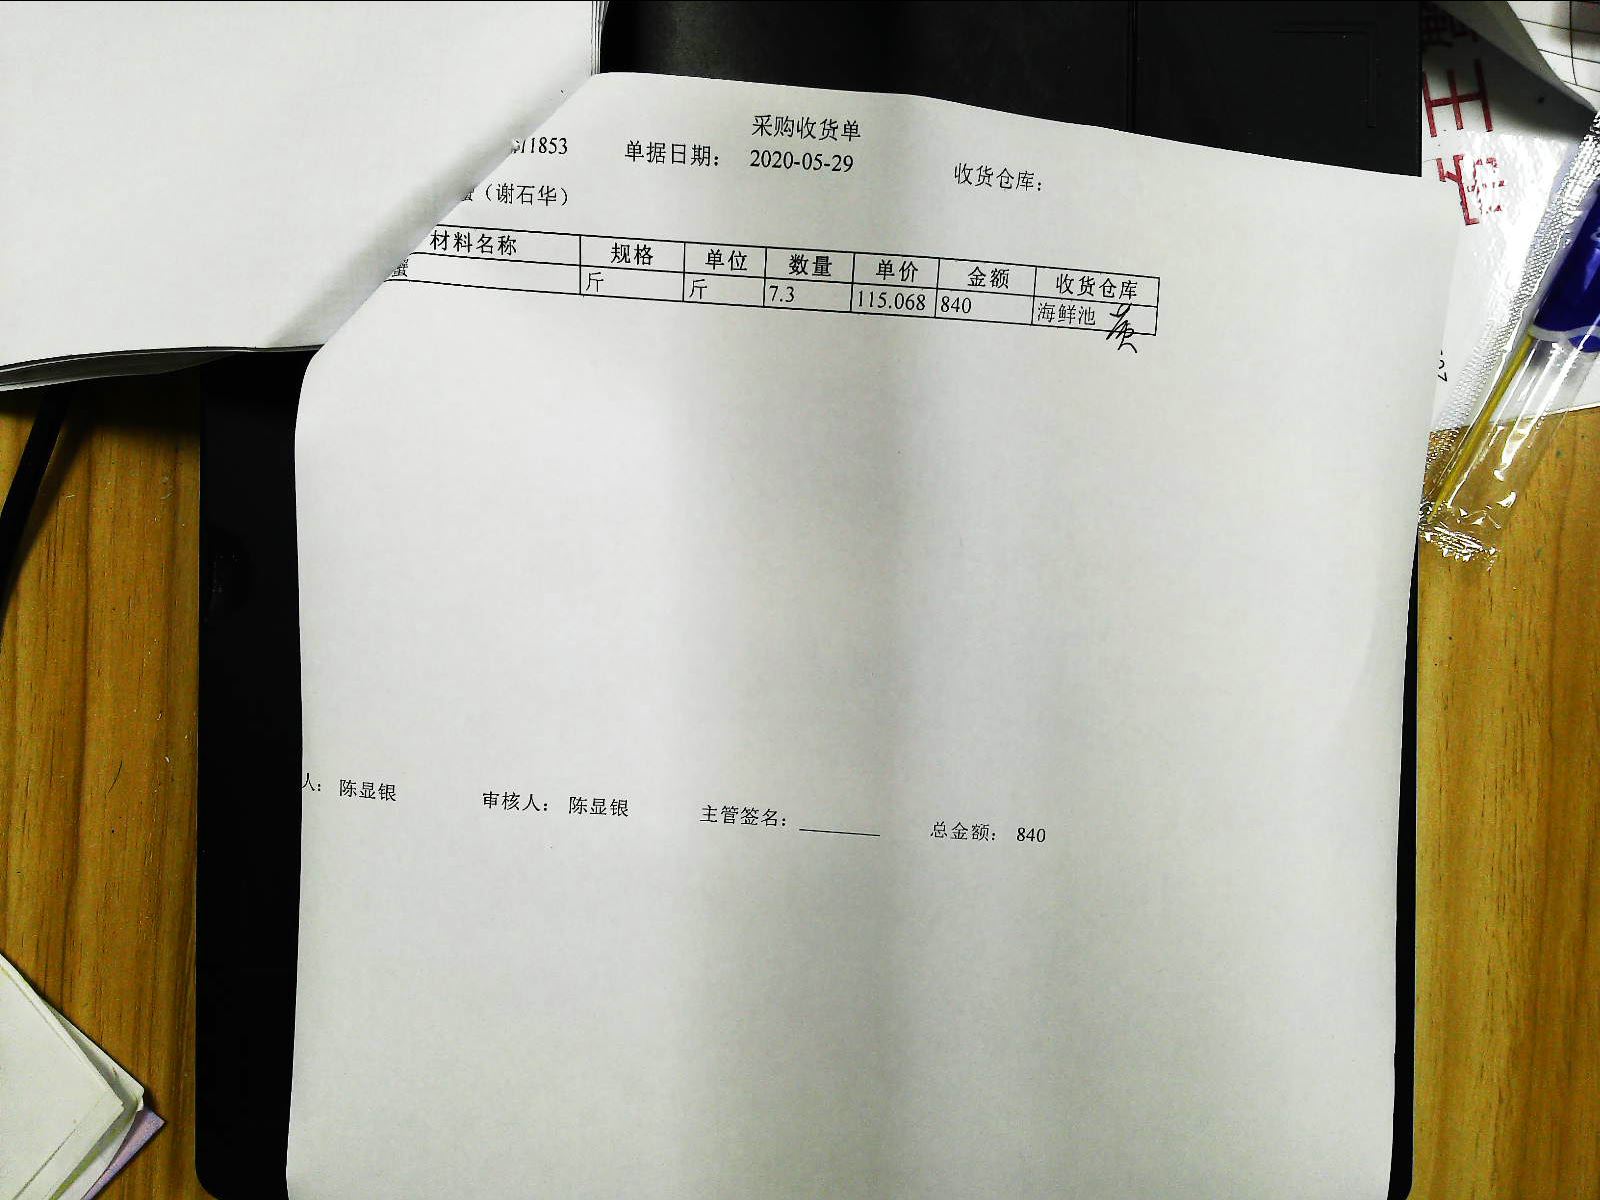 采购收货单
11853 单据日期： 2020-05-29 收货仓库：
（谢石华）
材料名称 规格 单位 数量 单价 金额 收货仓库
蟹 斤 斤 7.3 115.068 840 海鲜池
人： 陈显银 审核人： 陈显银 主管签名： 总金额： 840